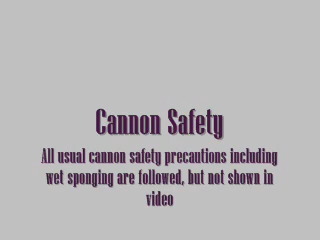 Cannon Safety
All usual cannon safety precautions including
wet sponging are followed, but not shown in
video